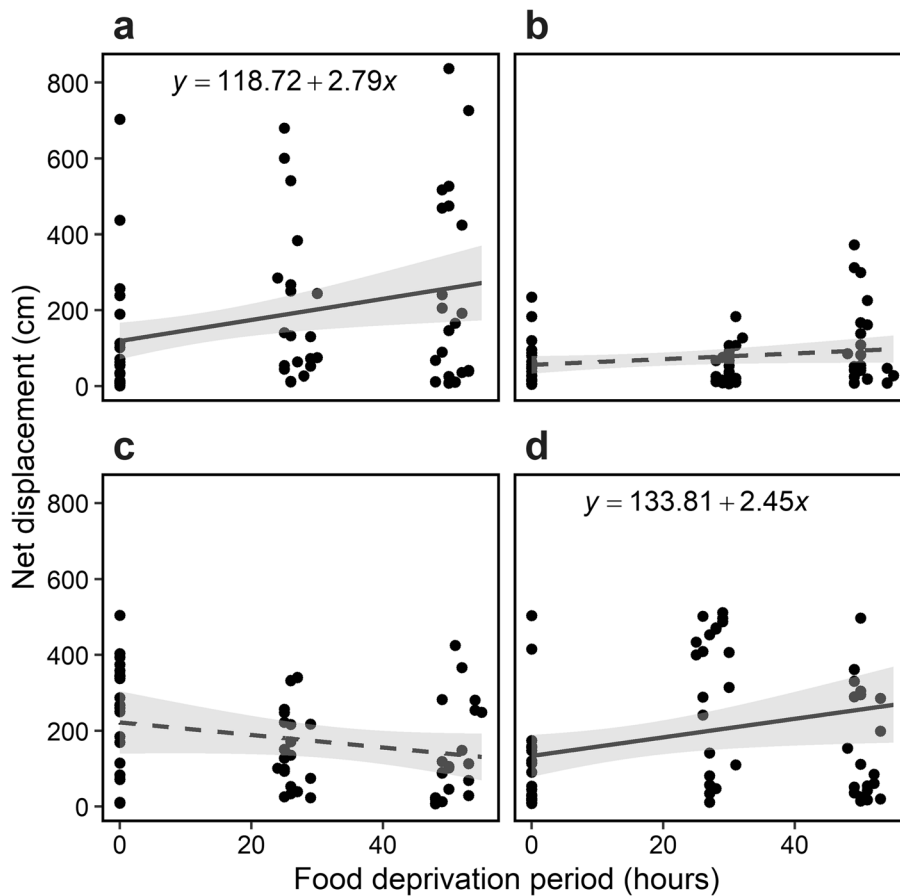 a
b
y = 118.72 + 2.79x
800
600
400
200
0
c
d
y = 133.81 + 2.45x
800
600
400
200
0
0 20 40 0 20 40
Net displacement (cm)
Food deprivation period (hours)